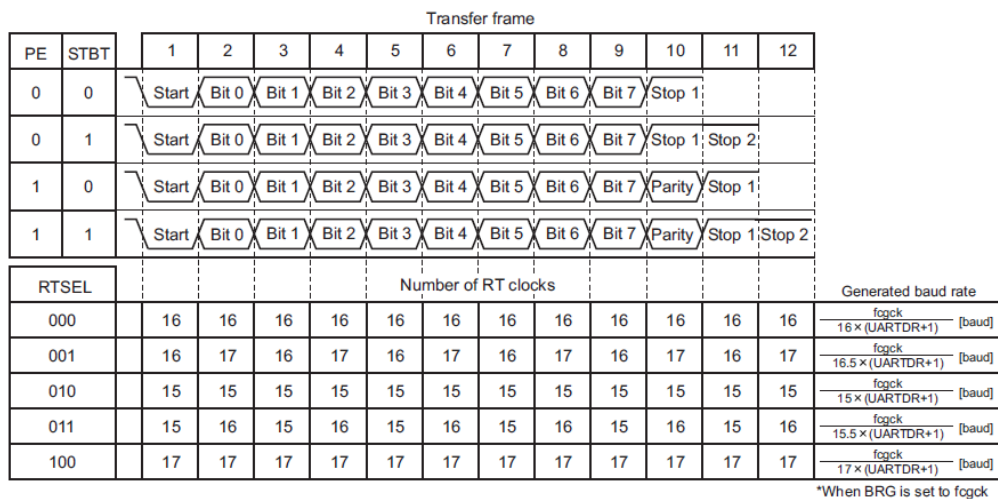 Transfer frame
PE STBT 1 2 3 4 5 6 7 8 9 10 11 12
0 0 Start Bit 0 Bit 1 Bit 2 Bit 3 Bit 4 Bit 5 Bit 6 Bit 7 Stop 1
0 1 Start Bit 0 Bit 1 Bit 2 Bit 3 Bit 4 Bit 5 Bit 6 Bit 7 Stop 1 Stop 2
1 0 Start Bit 0 Bit 1 Bit 2 Bit 3 Bit 4 Bit 5 Bit 6 Bit 7 Parity Stop 1
1 1 Start Bit 0 Bit 1 Bit 2 Bit 3 Bit 4 Bit 5 Bit 6 Bit 7 Parity Stop 1 Stop 2
RTSEL Number of RT clocks Generated baud rate
000 16 16 16 16 16 16 16 16 16 16 16 16 fcgck / 16 × (UARTDR+1) [baud]
001 16 17 16 17 16 17 16 17 16 17 16 17 fcgck / 16.5 × (UARTDR+1) [baud]
010 15 15 15 15 15 15 15 15 15 15 15 15 fcgck / 15 × (UARTDR+1) [baud]
011 15 16 15 16 15 16 15 16 15 16 15 16 fcgck / 15.5 × (UARTDR+1) [baud]
100 17 17 17 17 17 17 17 17 17 17 17 17 fcgck / 17 × (UARTDR+1) [baud]
*When BRG is set to fcgck